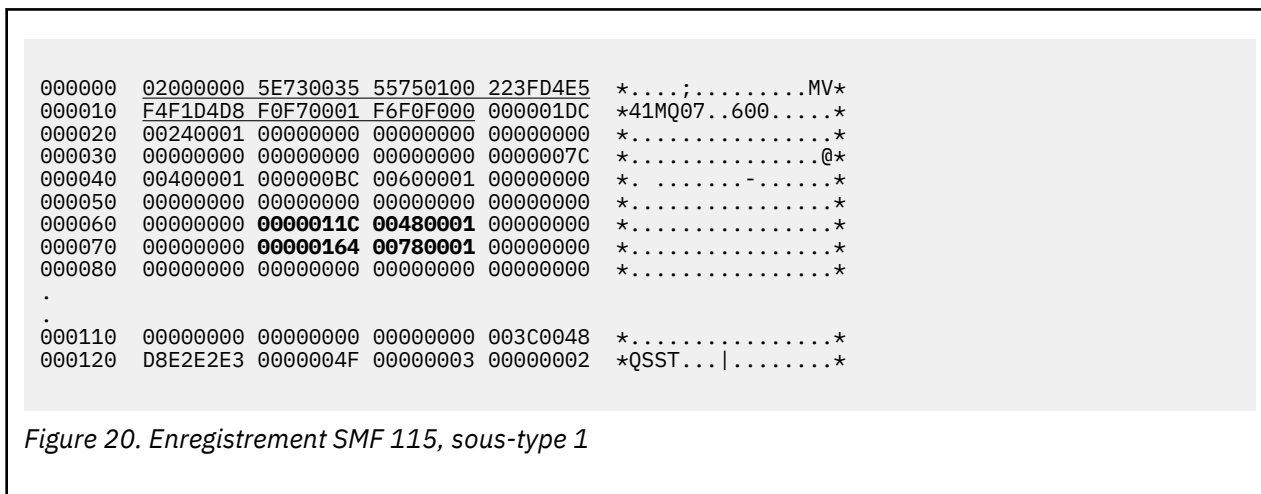 000000 02000000 5E730035 55750100 223FD4E5 *....;.........MV*
000010 F4F1D4D8 F0F70001 F6F0F000 000001DC *41MQ07..600.....*
000020 00240001 00000000 00000000 00000000 *................*
000030 00000000 00000000 00000000 0000007C *...............@*
000040 00400001 000000BC 00600001 00000000 *. .......-......*
000050 00000000 00000000 00000000 00000000 *................*
000060 00000000 0000011C 00480001 00000000 *................*
000070 00000000 00000164 00780001 00000000 *................*
000080 00000000 00000000 00000000 00000000 *................*
.
.
000110 00000000 00000000 00000000 003C0048 *................*
000120 D8E2E2E3 0000004F 00000003 00000002 *QSST...|........*
Figure 20. Enregistrement SMF 115, sous-type 1